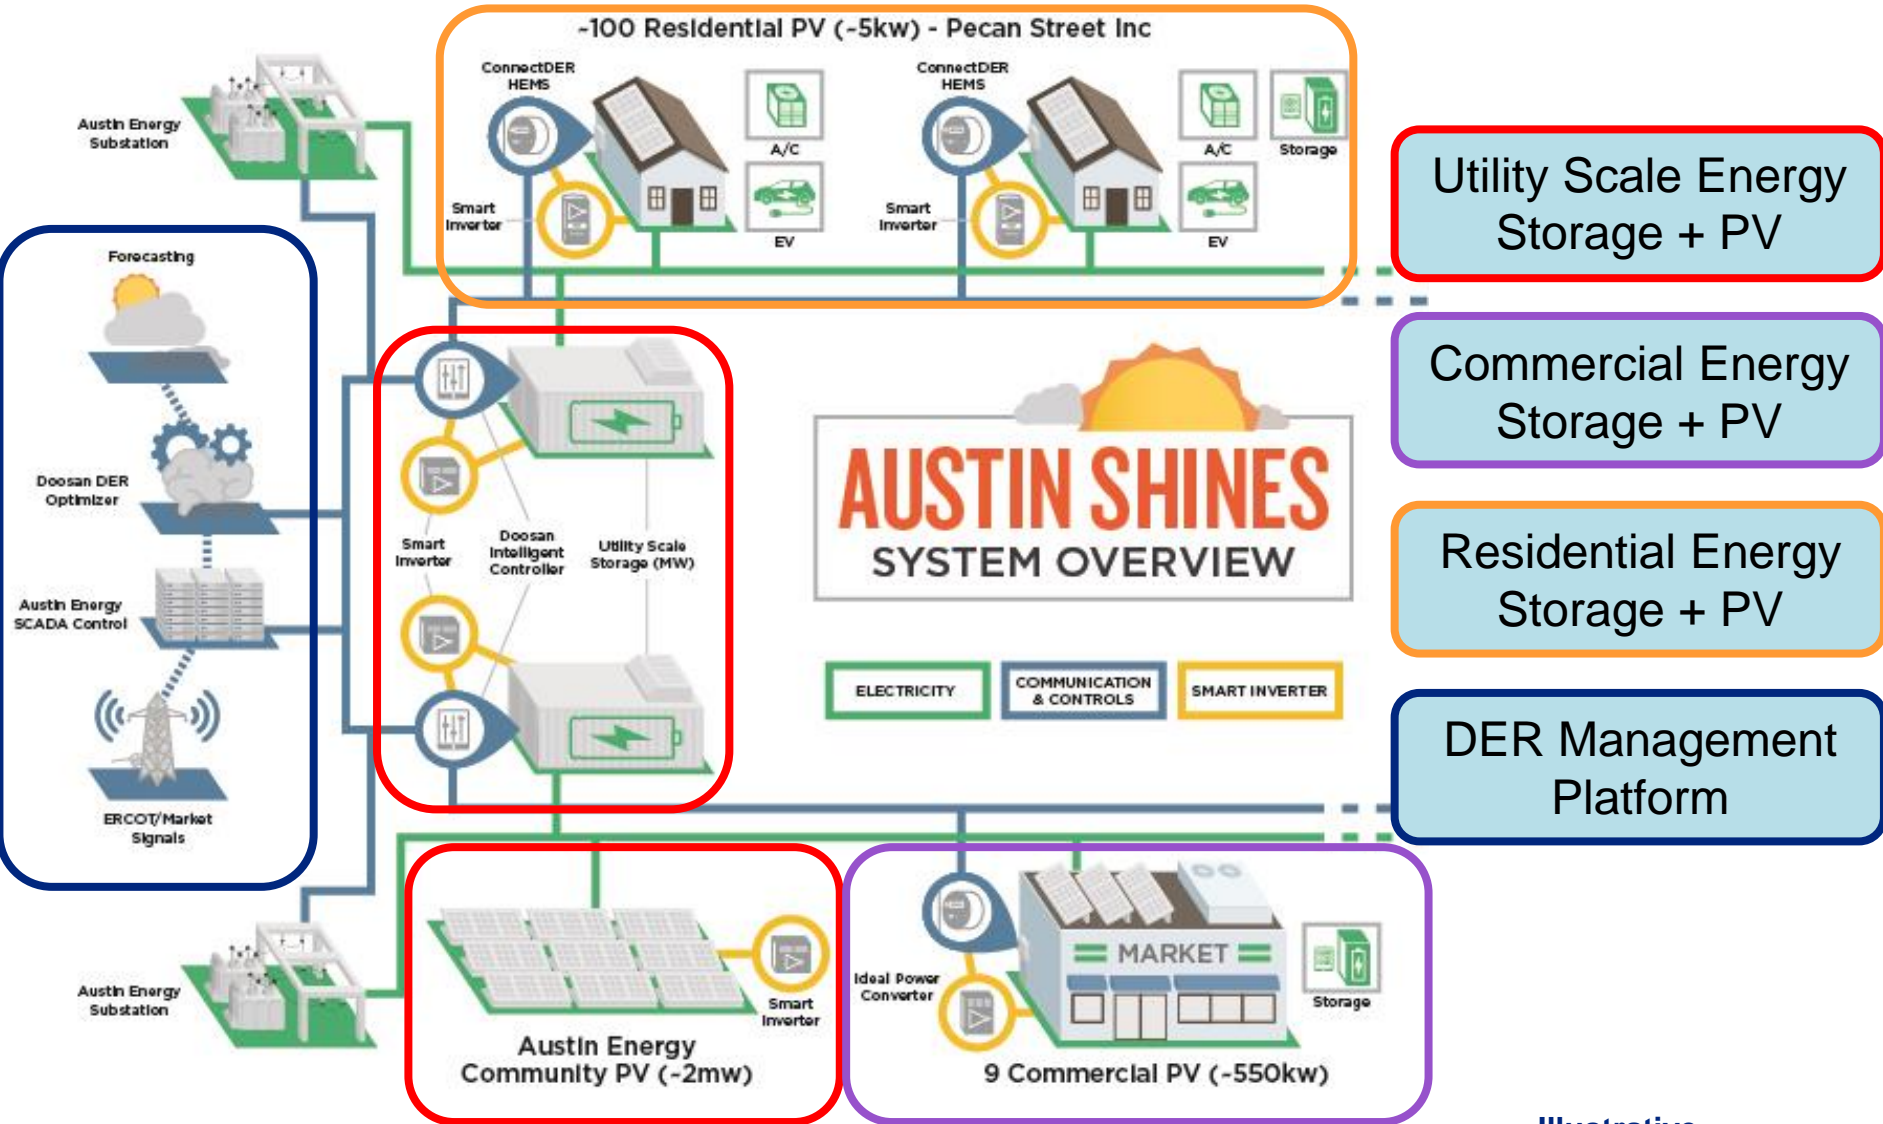 ~100 Residential PV (~5kw) - Pecan Street Inc
ConnectDER
HEMS
A/C
Smart
Inverter
EV
ConnectDER
HEMS
A/C
Storage
Smart
Inverter
EV
Austin Energy
Substation
Forecasting
Doosan DER
Optimizer
Austin Energy
SCADA Control
ERCOT/Market
Signals
Smart
Inverter
Doosan
Intelligent
Controller
Utility Scale
Storage (MW)
AUSTIN SHINES
SYSTEM OVERVIEW
ELECTRICITY
COMMUNICATION
& CONTROLS
SMART INVERTER
Utility Scale Energy
Storage + PV
Commercial Energy
Storage + PV
Residential Energy
Storage + PV
DER Management
Platform
Austin Energy
Substation
Smart
Inverter
Austin Energy
Community PV (~2mw)
Ideal Power
Converter
MARKET
Storage
9 Commercial PV (~550kw)
Illustrative